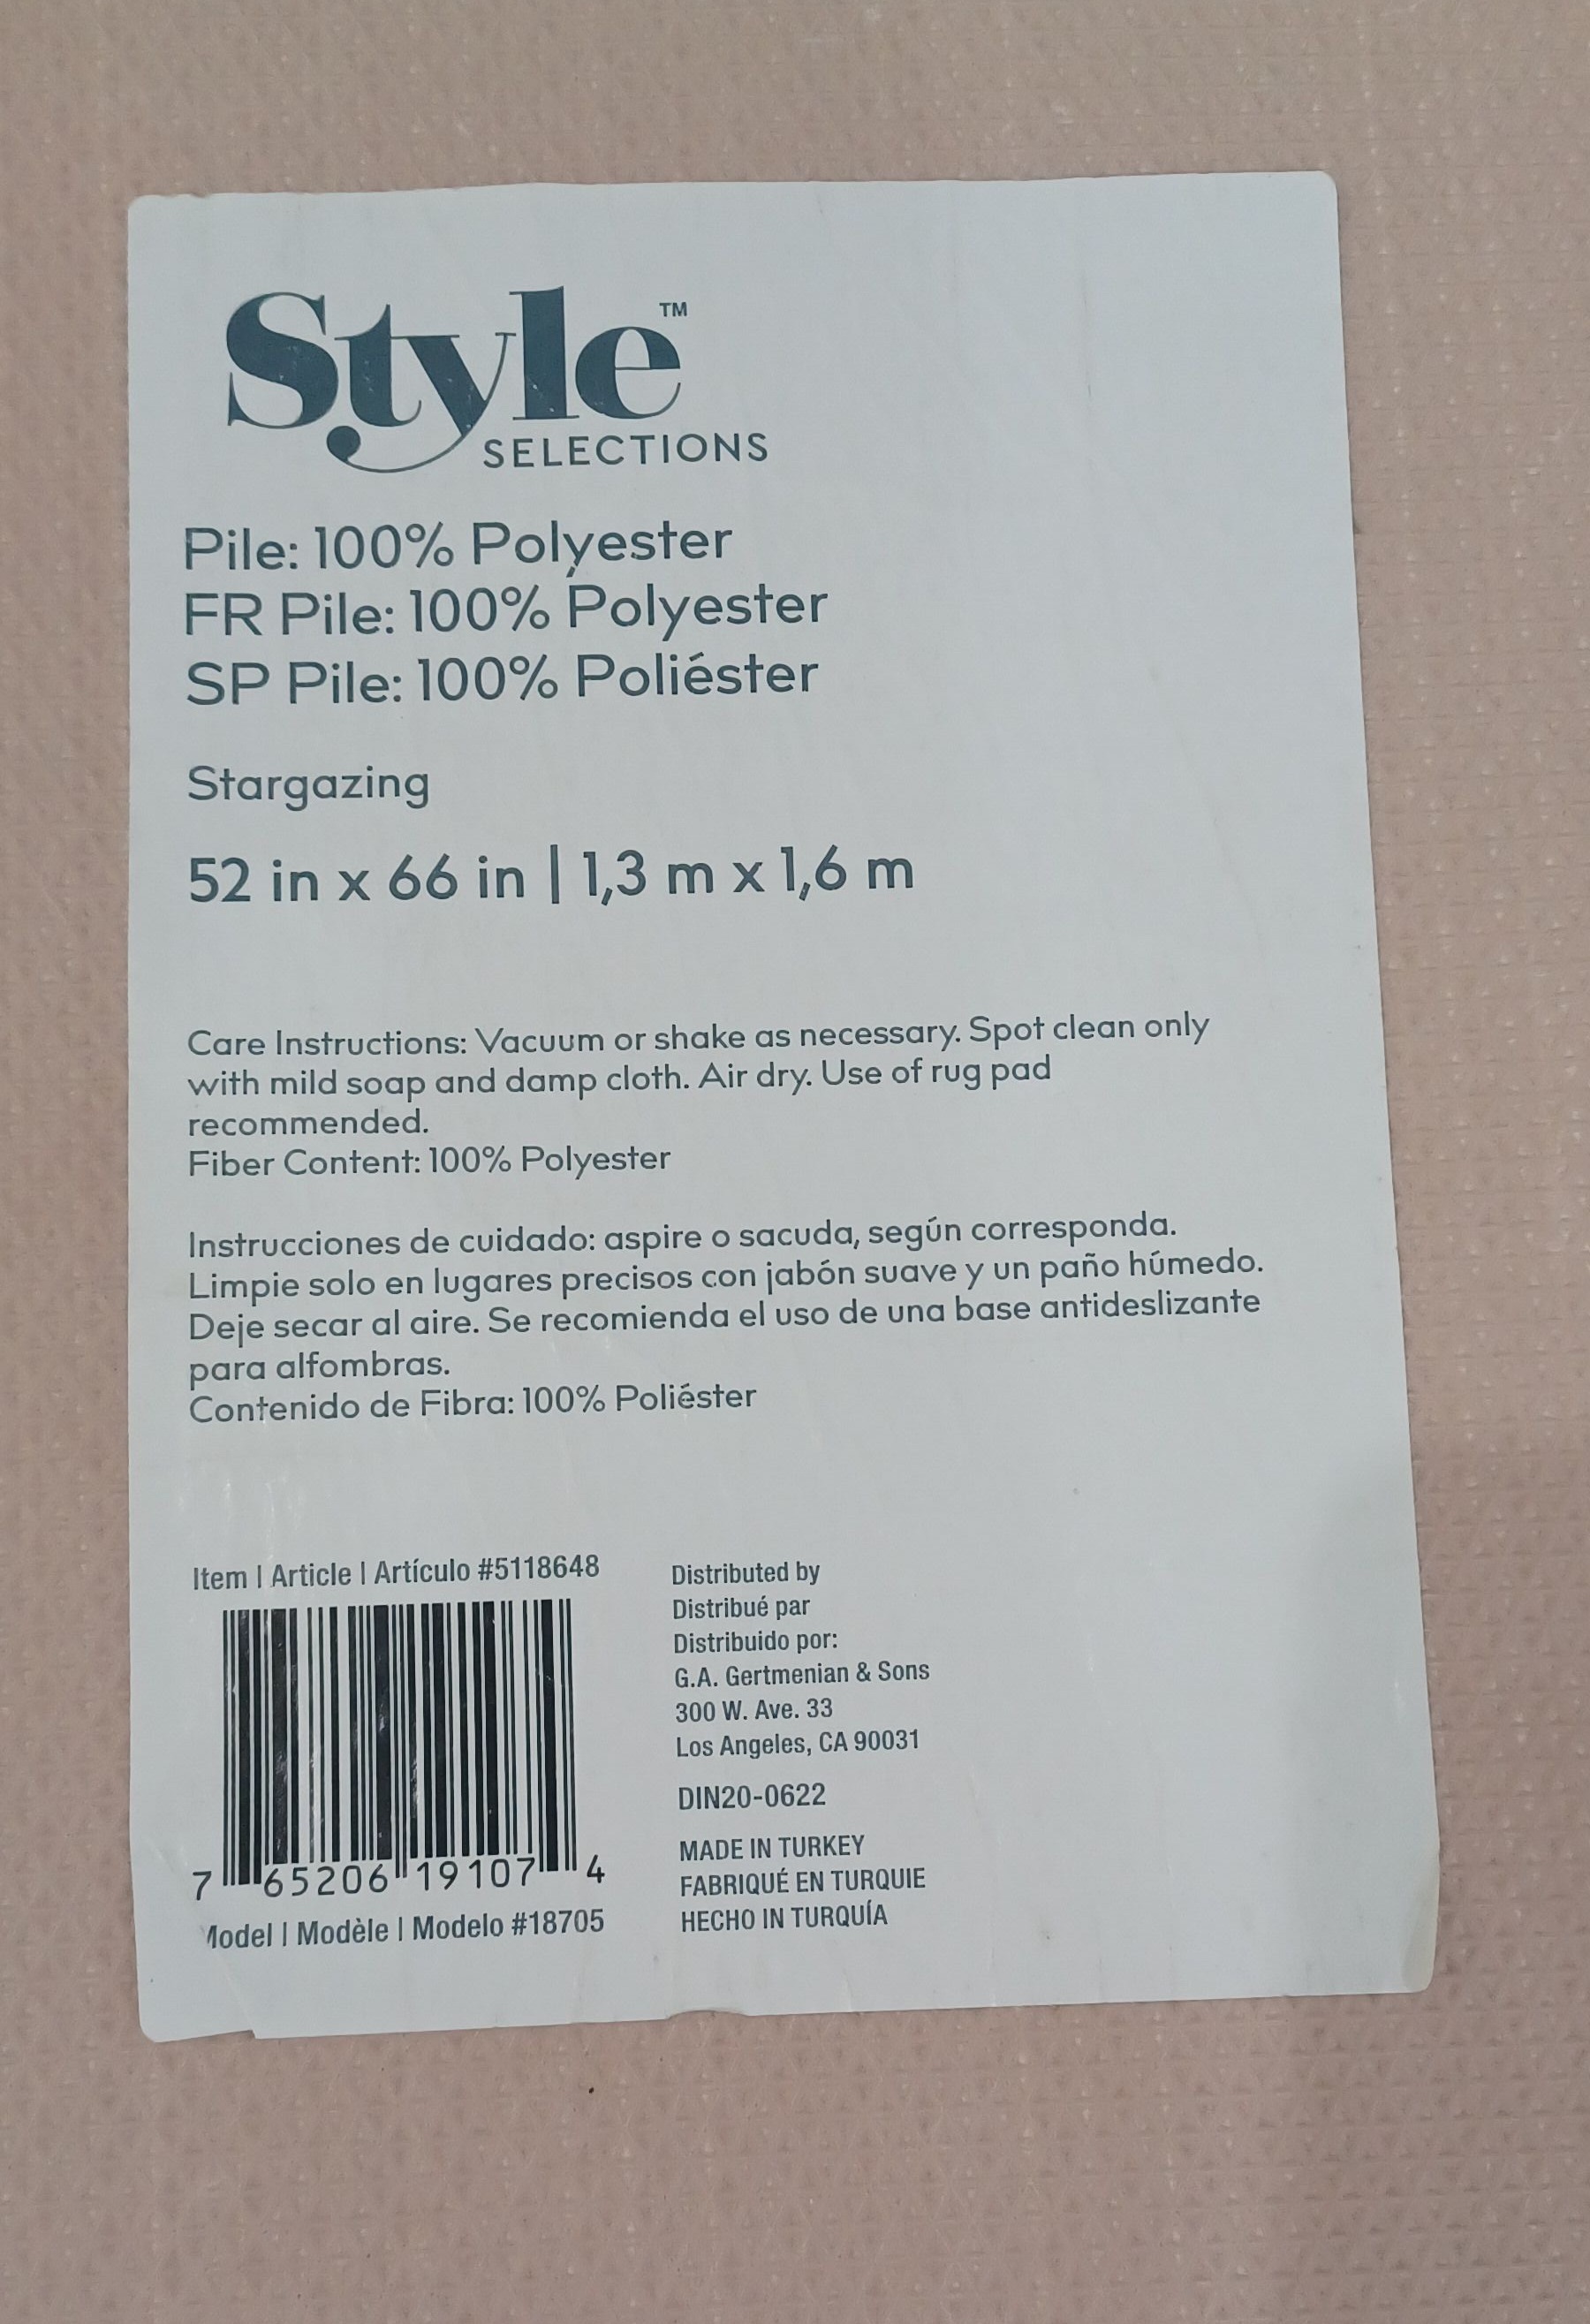 Style™
SELECTIONS
Pile: 100% Polyester
FR Pile: 100% Polyester
SP Pile: 100% Poliéster
Stargazing
52 in x 66 in | 1,3 m x 1,6 m
Care Instructions: Vacuum or shake as necessary. Spot clean only
with mild soap and damp cloth. Air dry. Use of rug pad
recommended.
Fiber Content: 100% Polyester
Instrucciones de cuidado: aspire o sacuda, según corresponda.
Limpie solo en lugares precisos con jabón suave y un paño húmedo.
Deje secar al aire. Se recomienda el uso de una base antideslizante
para alfombras.
Contenido de Fibra: 100% Poliéster
Item | Article | Artículo #5118648
7 65206 19107 4
Model | Modèle | Modelo #18705
Distributed by
Distribué par
Distribuido por:
G.A. Gertmenian & Sons
300 W. Ave. 33
Los Angeles, CA 90031
DIN20-0622
MADE IN TURKEY
FABRIQUÉ EN TURQUIE
HECHO IN TURQUÍA